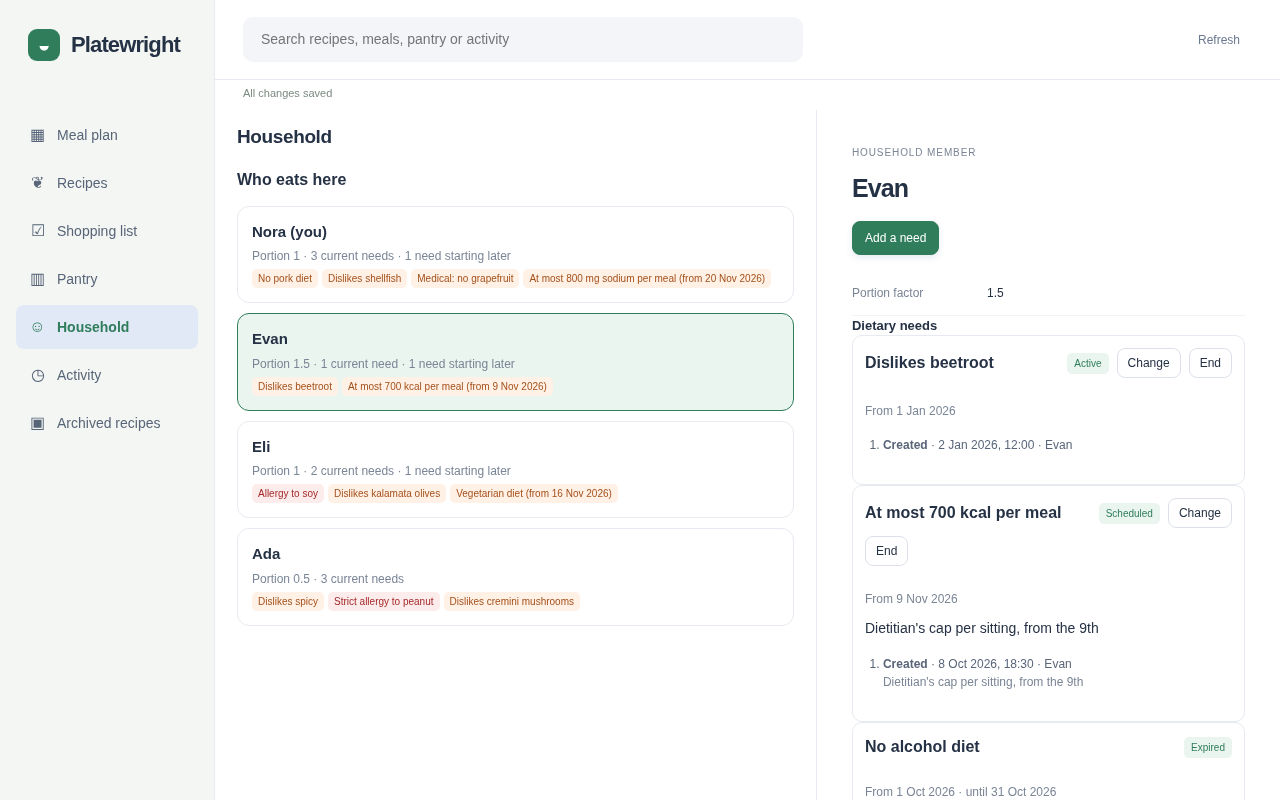 Platewright
Search recipes, meals, pantry or activity
Refresh
All changes saved
Meal plan
Recipes
Shopping list
Pantry
Household
Activity
Archived recipes
Household
Who eats here
Nora (you)
Portion 1 · 3 current needs · 1 need starting later
No pork diet Dislikes shellfish Medical: no grapefruit At most 800 mg sodium per meal (from 20 Nov 2026)
Evan
Portion 1.5 · 1 current need · 1 need starting later
Dislikes beetroot At most 700 kcal per meal (from 9 Nov 2026)
Eli
Portion 1 · 2 current needs · 1 need starting later
Allergy to soy Dislikes kalamata olives Vegetarian diet (from 16 Nov 2026)
Ada
Portion 0.5 · 3 current needs
Dislikes spicy Strict allergy to peanut Dislikes cremini mushrooms
HOUSEHOLD MEMBER
Evan
Add a need
Portion factor 1.5
Dietary needs
Dislikes beetroot Active Change End
From 1 Jan 2026
1. Created · 2 Jan 2026, 12:00 · Evan
At most 700 kcal per meal Scheduled Change
End
From 9 Nov 2026
Dietitian's cap per sitting, from the 9th
1. Created · 8 Oct 2026, 18:30 · Evan
Dietitian's cap per sitting, from the 9th
No alcohol diet Expired
From 1 Oct 2026 · until 31 Oct 2026